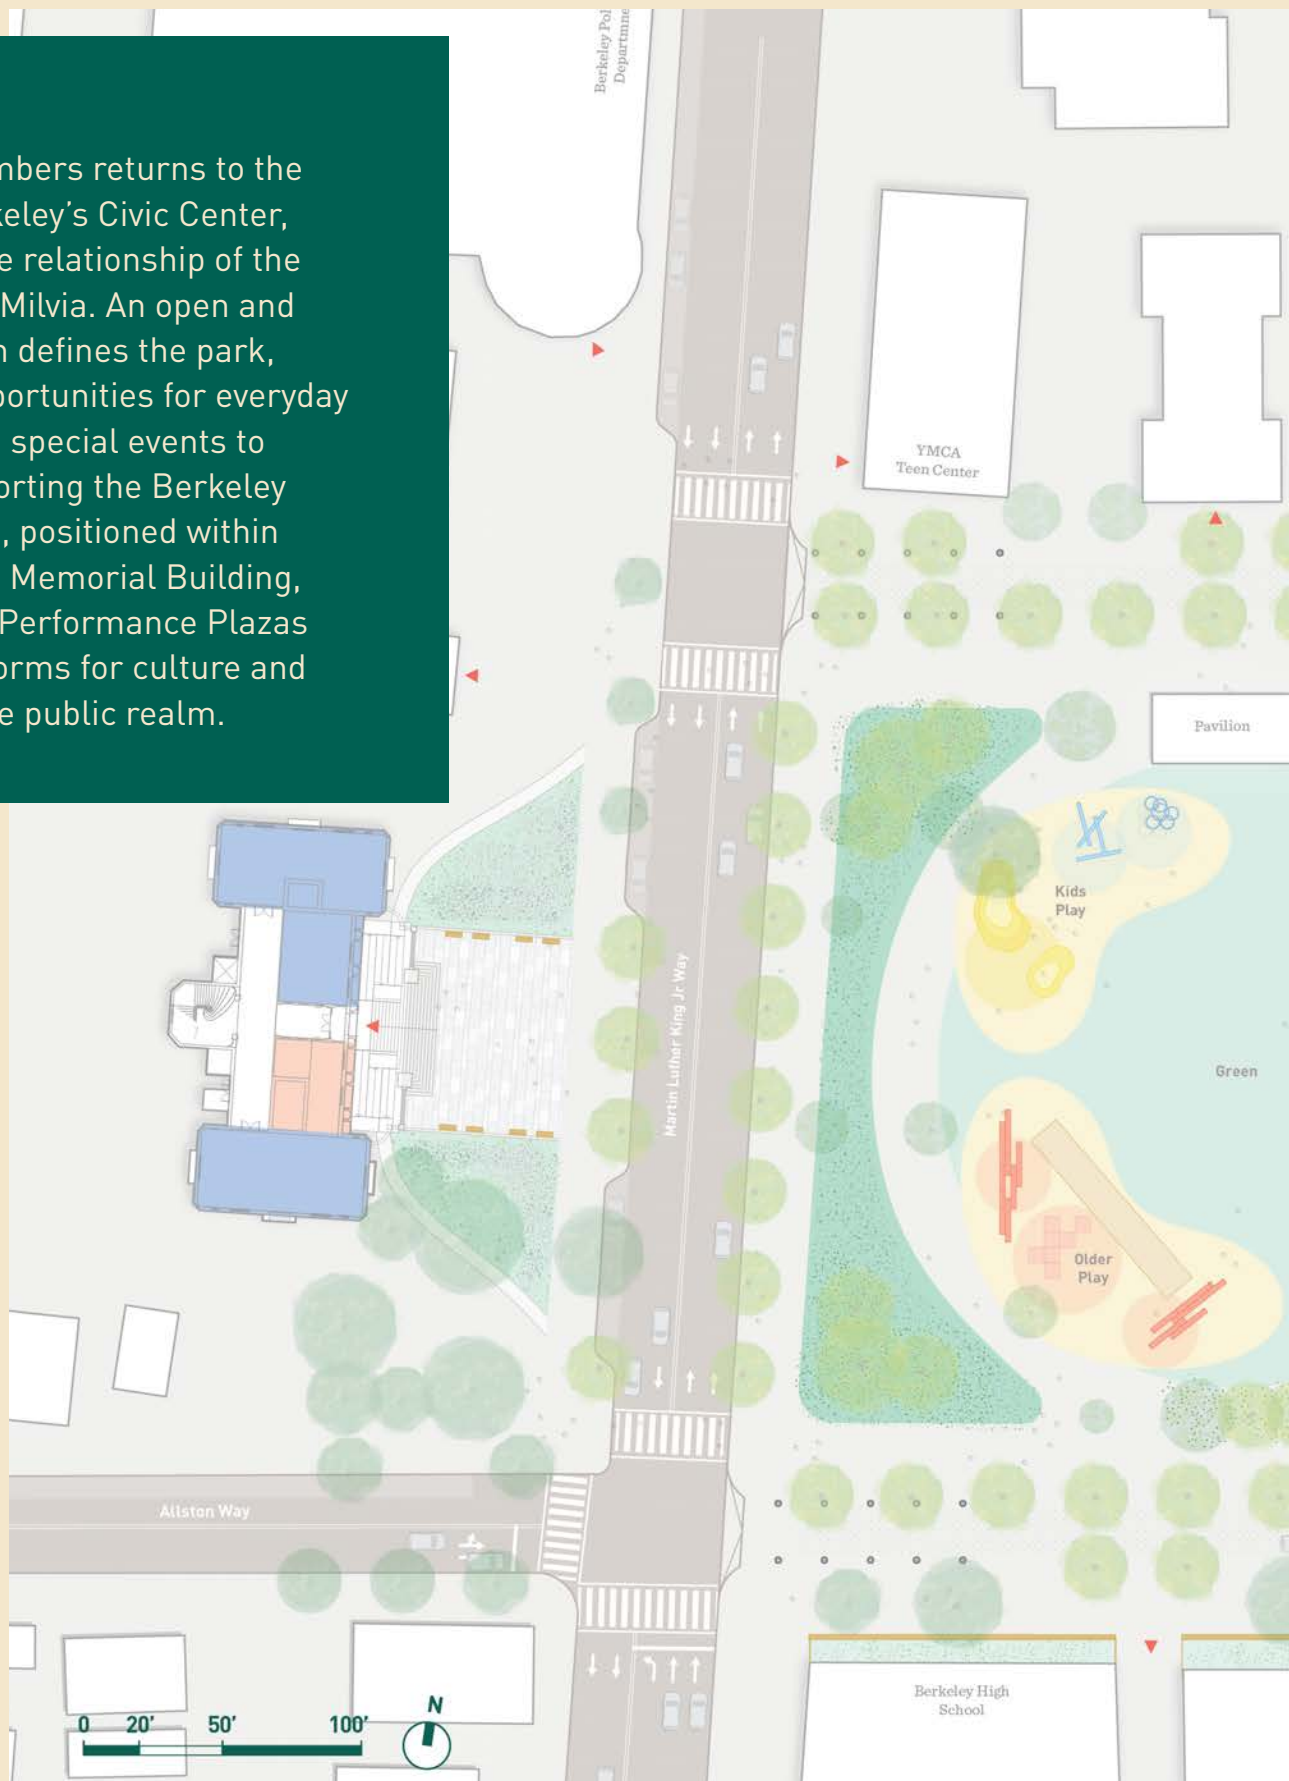 Berkeley Pol
Departmne
mbers returns to the
keley's Civic Center,
e relationship of the
Milvia. An open and
n defines the park,
portunities for everyday
special events to
orting the Berkeley
, positioned within
Memorial Building,
Performance Plazas
orms for culture and
e public realm.
YMCA
Teen Center
Pavilion
Kids
Play
Martin Luther King Jr Way
Green
Older
Play
Allston Way
Berkeley High
School
N
0 20' 50' 100'